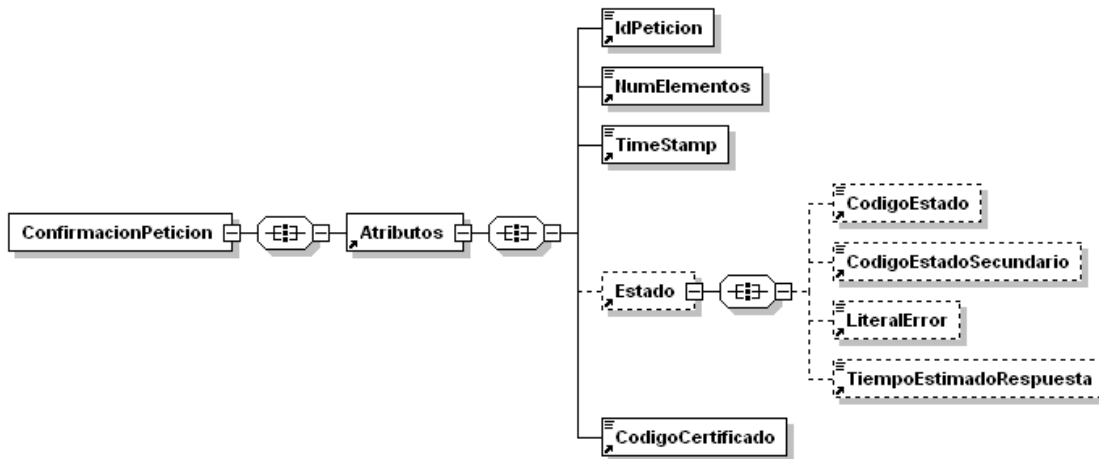 IdPeticion
NumElementos
TimeStamp
ConfirmacionPeticion
Atributos
Estado
CodigoEstado
CodigoEstadoSecundario
LiteralError
TiempoEstimadoRespuesta
CodigoCertificado